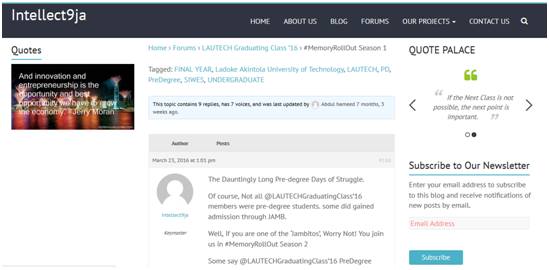 Intellect9ja
HOME ABOUT US BLOG FORUMS OUR PROJECTS CONTACT US
Quotes
And innovation and
entrepreneurship is the
opportunity and best
opportunity we have to grow
the economy. #Jerry Moran
Home › Forums › LAUTECH Graduating Class '16 › #MemoryRollOut Season 1
Tagged: FINAL YEAR, Ladoke Akintola University of Technology, LAUTECH, PD,
PreDegree, SIWES, UNDERGRADUATE
This topic contains 9 replies, has 7 voices, and was last updated by Abdul hameed 7 months, 3
weeks ago.
Author Posts
March 23, 2016 at 1:01 pm
Intellect9ja
Keymaster
The Dauntingly Long Pre-degree Days of Struggle.
Of course, Not all @LAUTECHGraduatingClass'16
members were pre-degree students. some did gained
admission through JAMB.
Well, If you are one of the 'Jambitos', Worry Not! You join
us in #MemoryRollOut Season 2
Some say @LAUTECHGraduatingClass'16 PreDegree
QUOTE PALACE
If the Next Class is not
possible, the next point is
important.
Subscribe to Our Newsletter
Enter your email address to subscribe
to this blog and receive notifications of
new posts by email.
Email Address
Subscribe